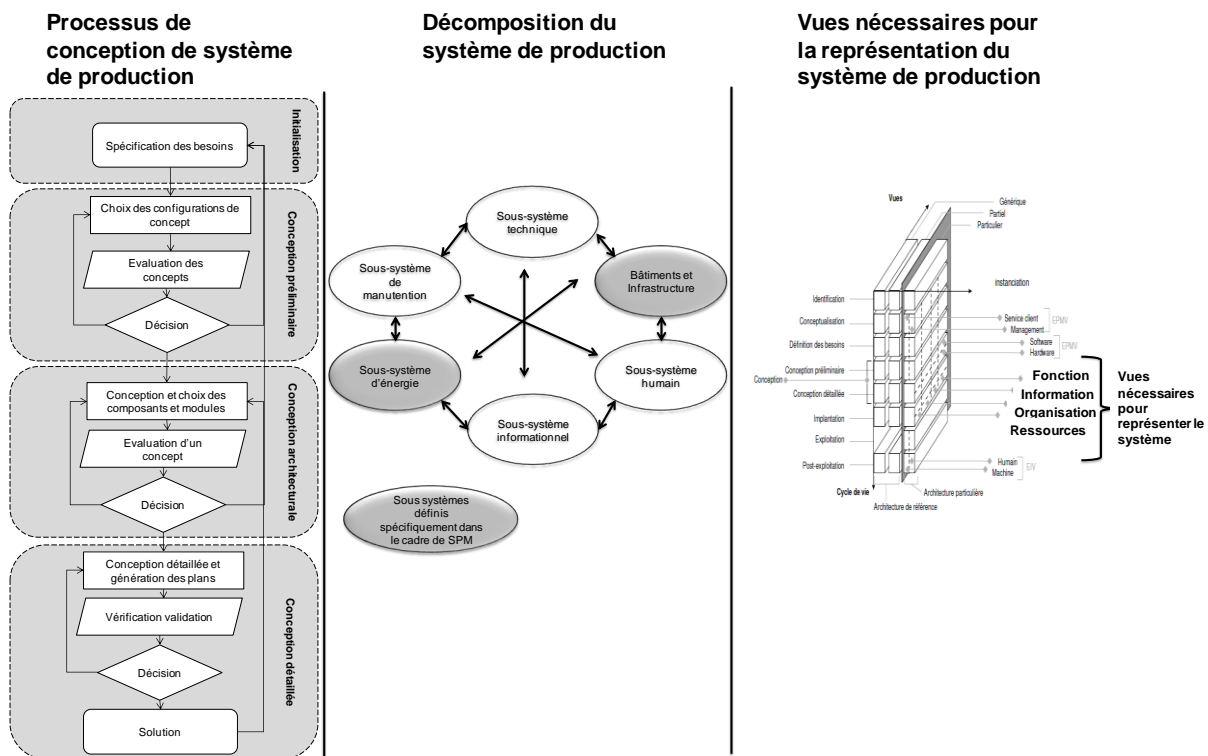 Processus de
conception de système
de production
Initialisation
Spécification des besoins
Conception préliminaire
Choix des configurations de
concept
Evaluation des
concepts
Décision
Conception architecturale
Conception et choix des
composants et modules
Evaluation d'un
concept
Décision
Conception détaillée
Conception détaillée et
génération des plans
Vérification validation
Décision
Solution
Décomposition du
système de production
Sous-système
technique
Sous-système
de
manutention
Bâtiments et
Infrastructure
Sous-système
d'énergie
Sous-système
humain
Sous-système
informationnel
Sous systèmes
définis
spécifiquement dans
le cadre de SPM
Vues nécessaires pour
la représentation du
système de production
Vues
Générique
Partiel
Particulier
instanciation
Identification
Conceptualisation
Définition des besoins
Conception
Conception préliminaire
Conception détaillée
Implantation
Exploitation
Post-exploitation
Cycle de vie
Service client
Management
EPMV
Software
Hardware
EPMV
Fonction
Information
Organisation
Ressources
Vues
nécessaires
pour
représenter le
système
Humain
Machine
EIV
Architecture particulière
Architecture de référence